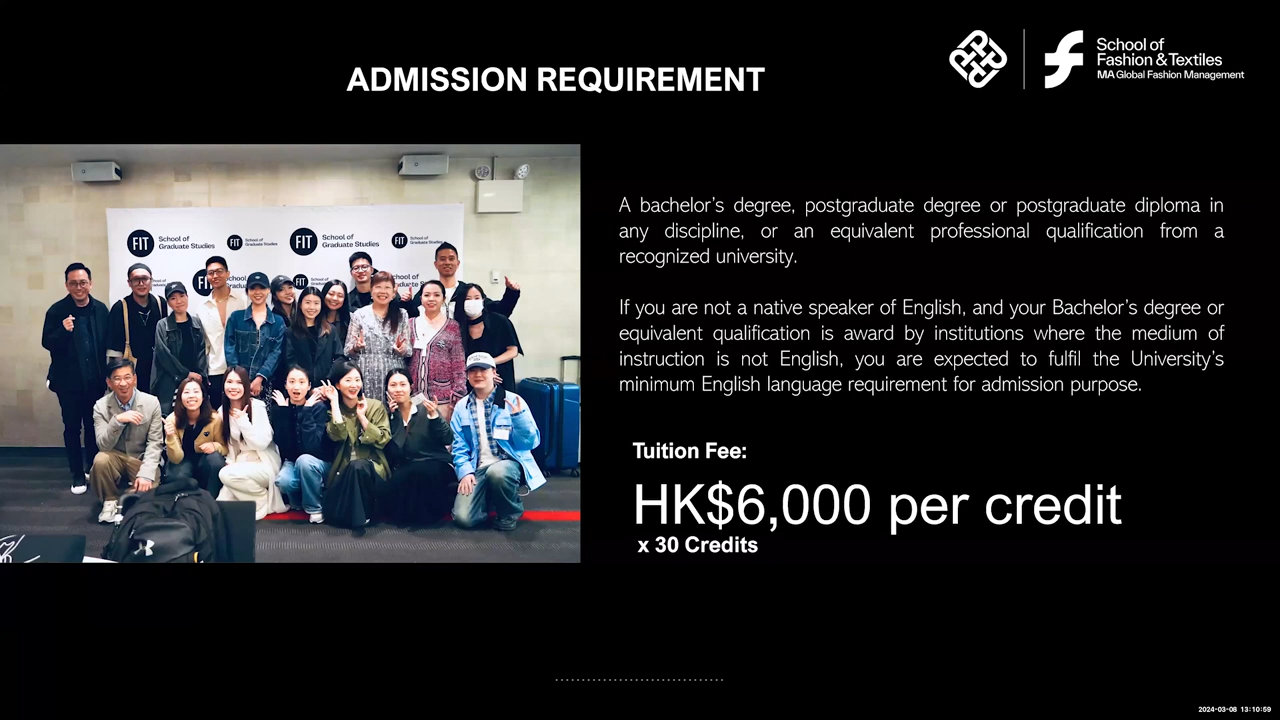 ADMISSION REQUIREMENT
School of
Fashion & Textiles
MA Global Fashion Management
FIT School of
Graduate Studies
FIT School of
Graduate Studies
FIT School of
Graduate Studies
FIT School of
Graduate Studies
A bachelor's degree, postgraduate degree or postgraduate diploma in
any discipline, or an equivalent professional qualification from a
recognized university.
If you are not a native speaker of English, and your Bachelor's degree or
equivalent qualification is award by institutions where the medium of
instruction is not English, you are expected to fulfil the University's
minimum English language requirement for admission purpose.
Tuition Fee:
HK$6,000 per credit
x 30 Credits
2024-03-08 13:10:59